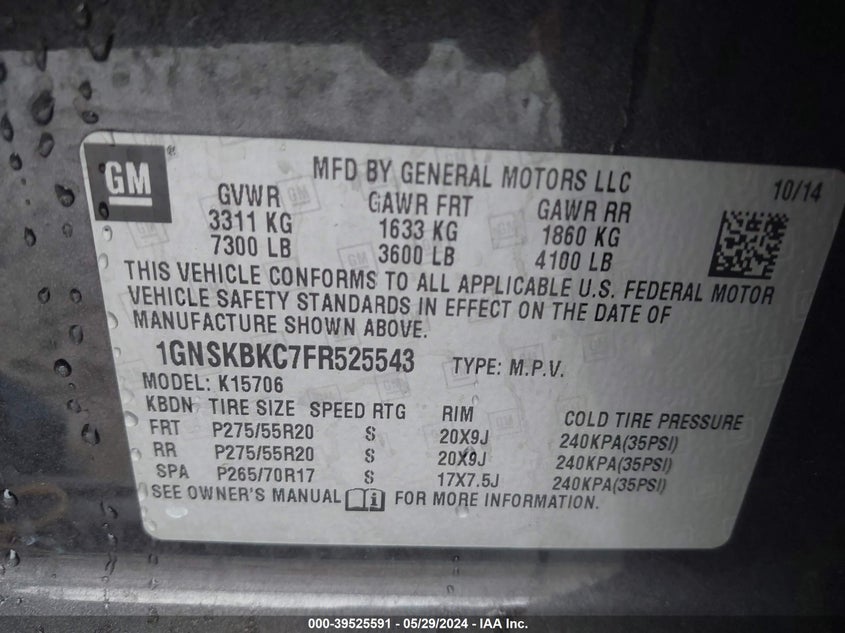 GM®
MFD BY GENERAL MOTORS LLC
10/14
GVWR GAWR FRT GAWR RR
3311 KG 1633 KG 1860 KG
7300 LB 3600 LB 4100 LB
THIS VEHICLE CONFORMS TO ALL APPLICABLE U.S. FEDERAL MOTOR
VEHICLE SAFETY STANDARDS IN EFFECT ON THE DATE OF
MANUFACTURE SHOWN ABOVE.
1GNSKBKC7FR525543 TYPE: M.P.V.
MODEL: K15706
KBDN TIRE SIZE SPEED RTG RIM COLD TIRE PRESSURE
FRT P275/55R20 S 20X9J 240KPA(35PSI)
RR P275/55R20 S 20X9J 240KPA(35PSI)
SPA P265/70R17 S 17X7.5J 240KPA(35PSI)
SEE OWNER'S MANUAL FOR MORE INFORMATION.
000-39525591 - 05/29/2024 - IAA Inc.